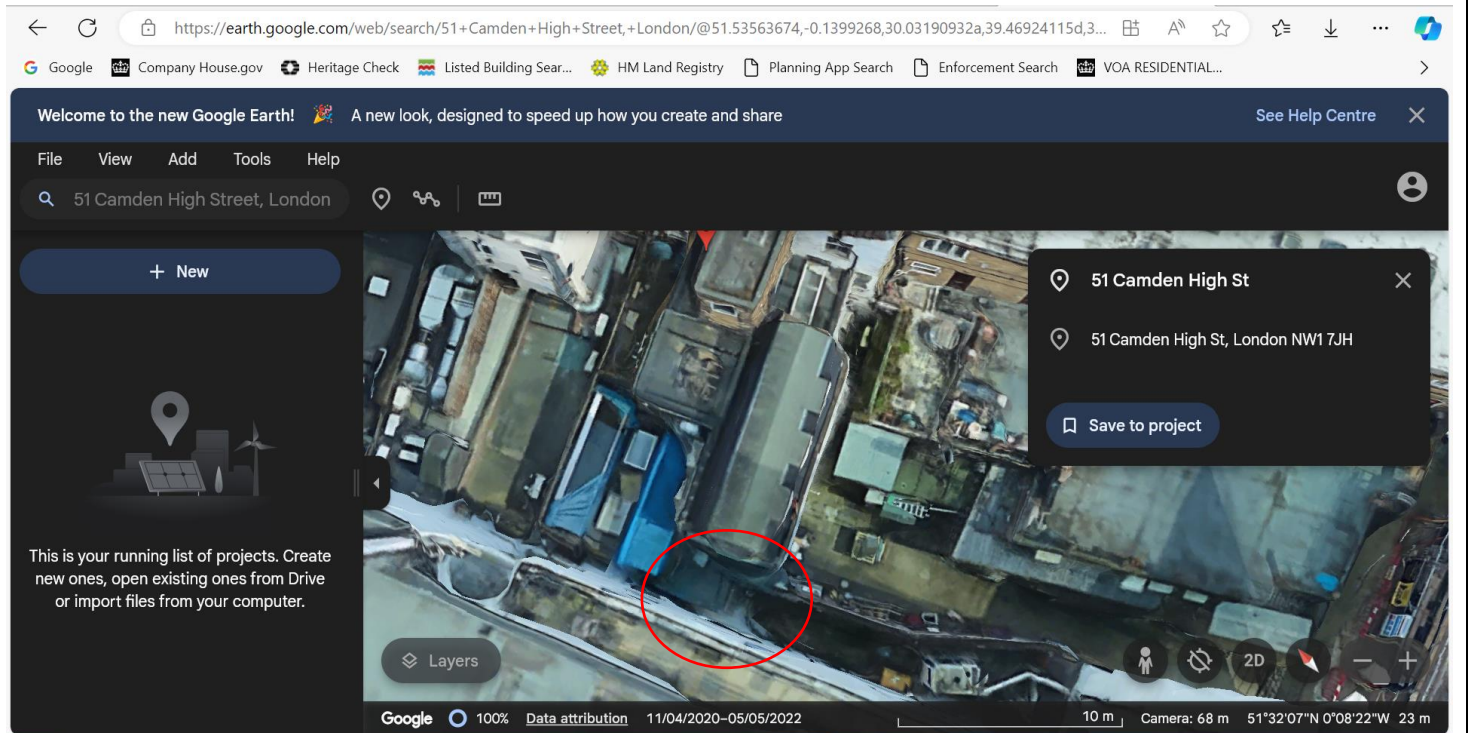 https://earth.google.com/web/search/51+Camden+High+Street,+London/@51.53563674,-0.1399268,30.03190932a,39.46924115d,3...
Google Company House.gov Heritage Check Listed Building Sear... HM Land Registry Planning App Search Enforcement Search VOA RESIDENTIAL...
Welcome to the new Google Earth! A new look, designed to speed up how you create and share See Help Centre
File View Add Tools Help
51 Camden High Street, London
+ New
51 Camden High St
51 Camden High St, London NW1 7JH
Save to project
This is your running list of projects. Create
new ones, open existing ones from Drive
or import files from your computer.
Layers
2D
Google 100% Data attribution 11/04/2020–05/05/2022 10 m Camera: 68 m 51°32'07"N 0°08'22"W 23 m